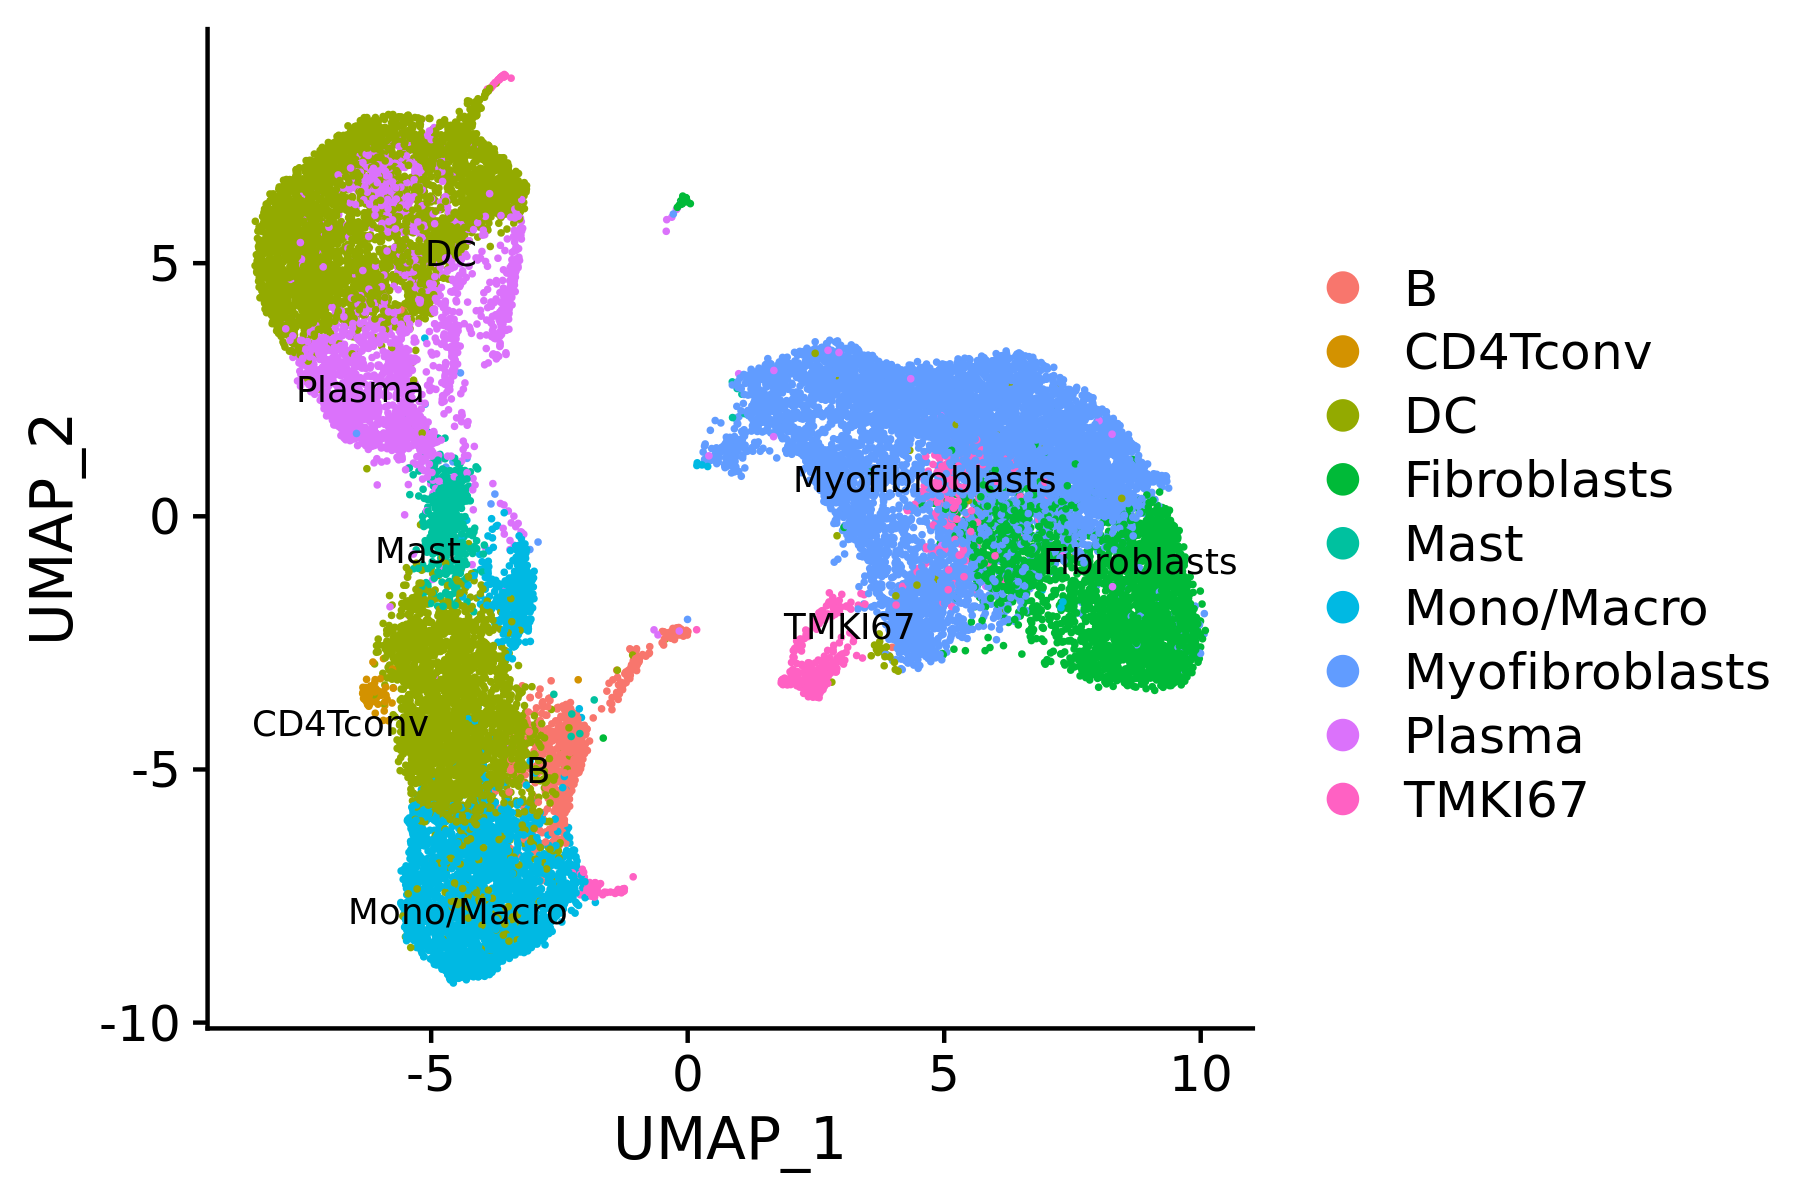 UMAP_2
5
0
-5
-10
-5
0
5
10
UMAP_1
DC
Plasma
Mast
CD4Tconv
B
Mono/Macro
Myofibroblasts
Fibroblasts
TMKI67
B
CD4Tconv
DC
Fibroblasts
Mast
Mono/Macro
Myofibroblasts
Plasma
TMKI67